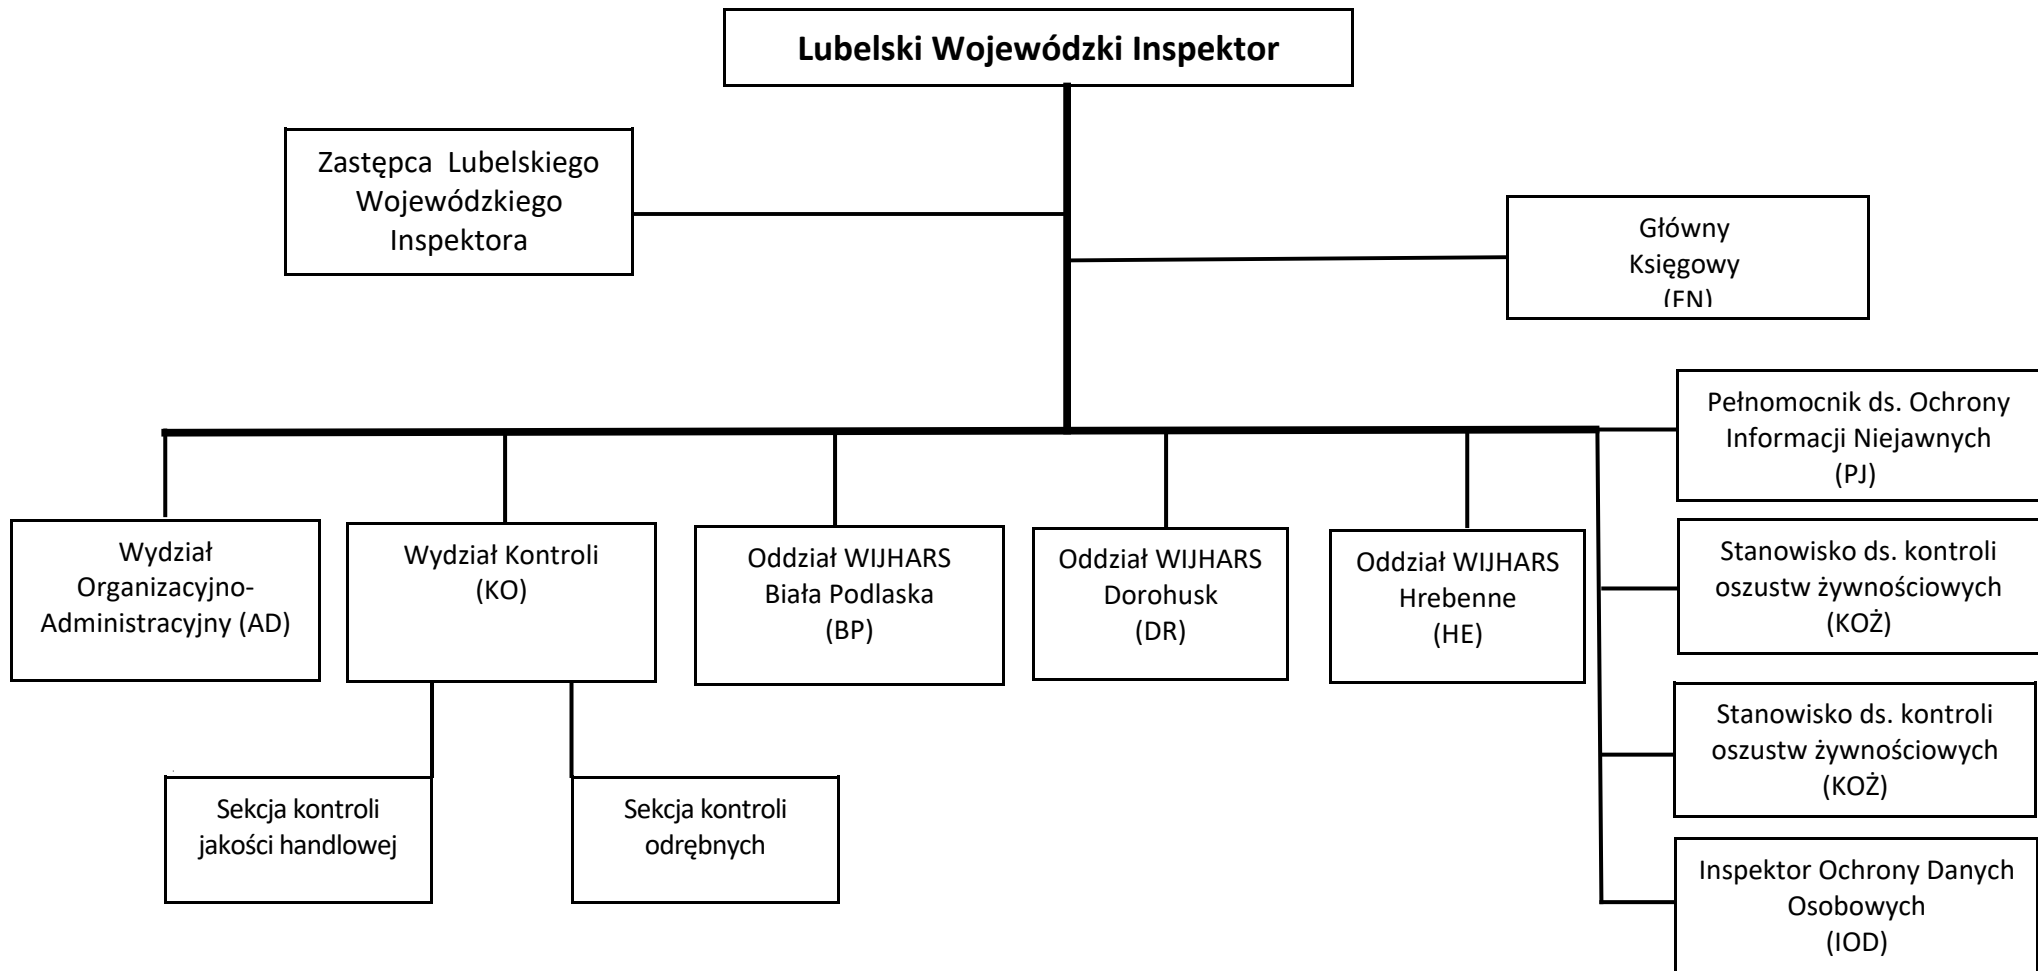 Lubelski Wojewódzki Inspektor
Zastępca Lubelskiego
Wojewódzkiego
Inspektora
Główny
Księgowy
(FN)
Pełnomocnik ds. Ochrony
Informacji Niejawnych
(PJ)
Wydział
Organizacyjno-
Administracyjny (AD)
Wydział Kontroli
(KO)
Oddział WIJHARS
Biała Podlaska
(BP)
Oddział WIJHARS
Dorohusk
(DR)
Oddział WIJHARS
Hrebenne
(HE)
Stanowisko ds. kontroli
oszustw żywnościowych
(KOŻ)
Stanowisko ds. kontroli
oszustw żywnościowych
(KOŻ)
Sekcja kontroli
jakości handlowej
Sekcja kontroli
odrębnych
Inspektor Ochrony Danych
Osobowych
(IOD)